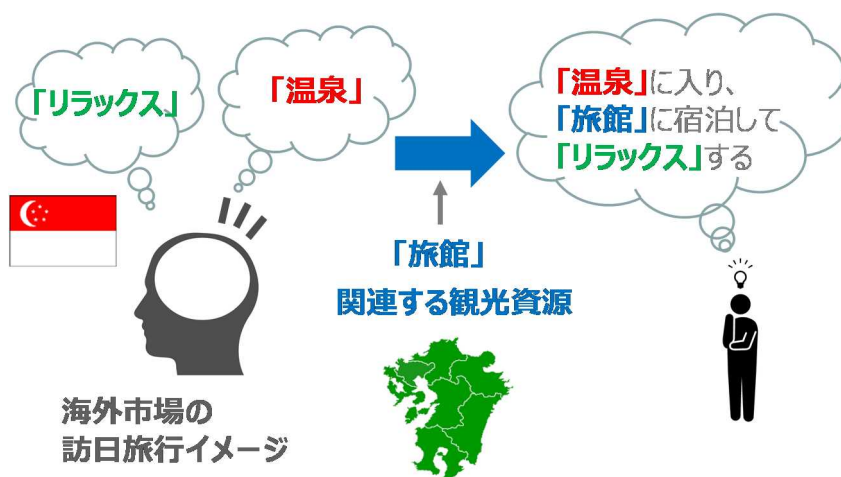 「リラックス」
「温泉」
「温泉」に入り、
「旅館」に宿泊して
「リラックス」する
「旅館」
関連する観光資源
海外市場の
訪日旅行イメージ